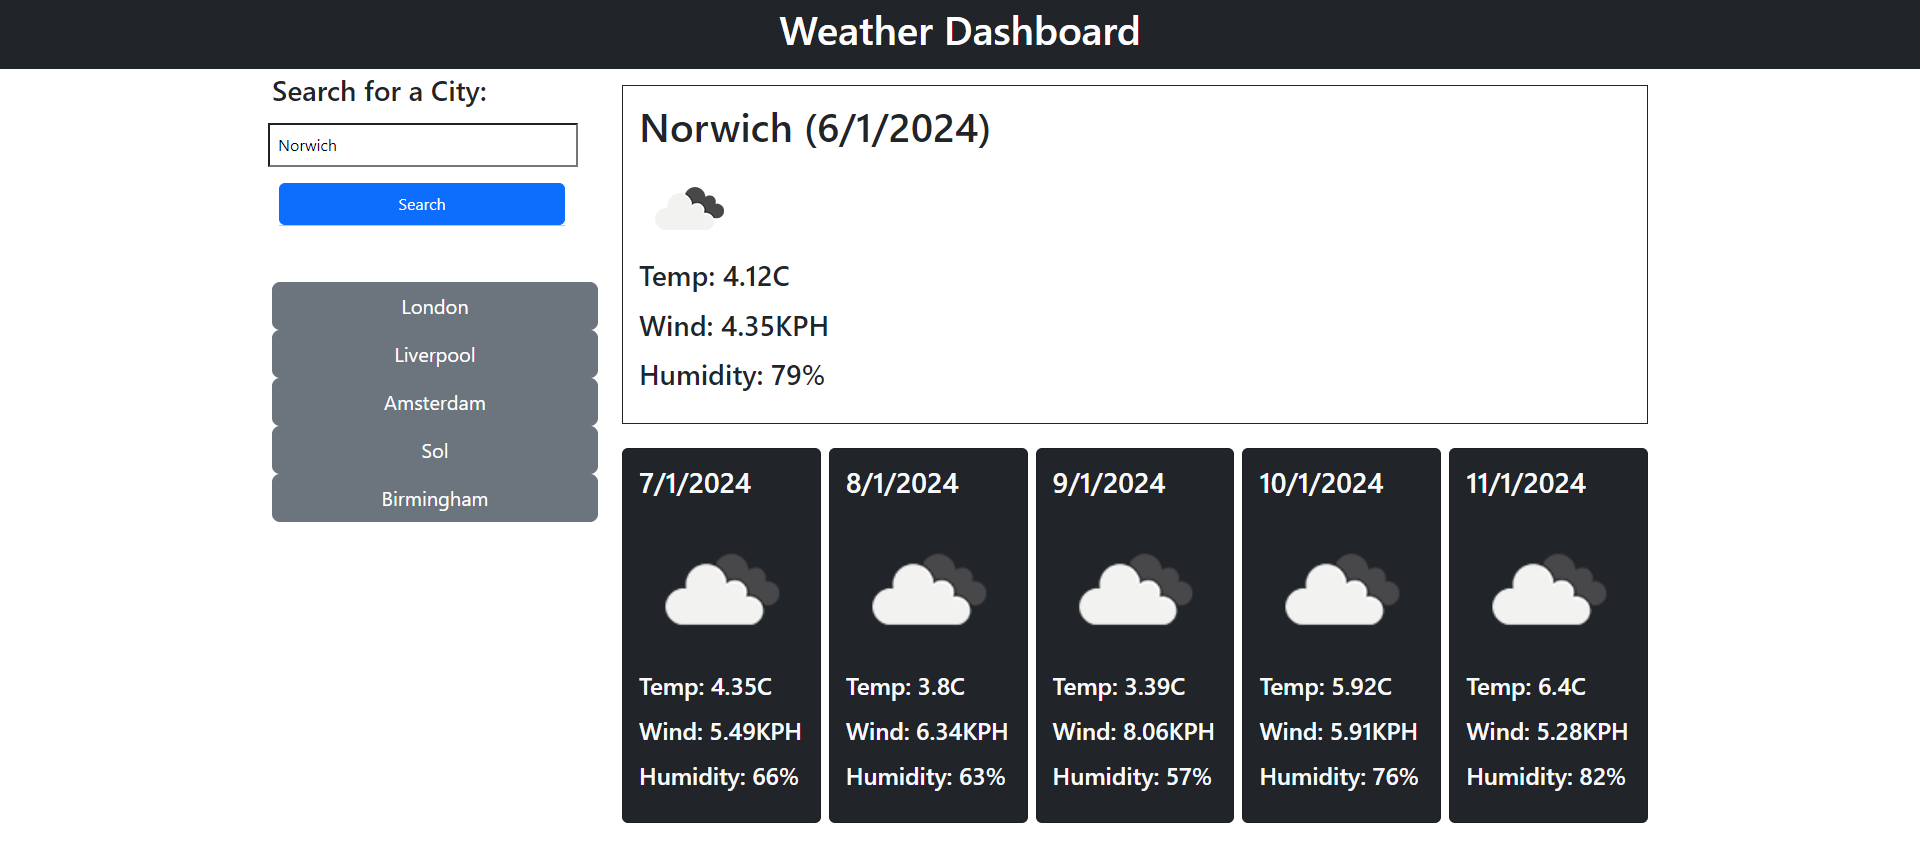 Weather Dashboard
Search for a City:
Norwich
Search
London
Liverpool
Amsterdam
Sol
Birmingham
Norwich (6/1/2024)
Temp: 4.12C
Wind: 4.35KPH
Humidity: 79%
7/1/2024
Temp: 4.35C
Wind: 5.49KPH
Humidity: 66%
8/1/2024
Temp: 3.8C
Wind: 6.34KPH
Humidity: 63%
9/1/2024
Temp: 3.39C
Wind: 8.06KPH
Humidity: 57%
10/1/2024
Temp: 5.92C
Wind: 5.91KPH
Humidity: 76%
11/1/2024
Temp: 6.4C
Wind: 5.28KPH
Humidity: 82%